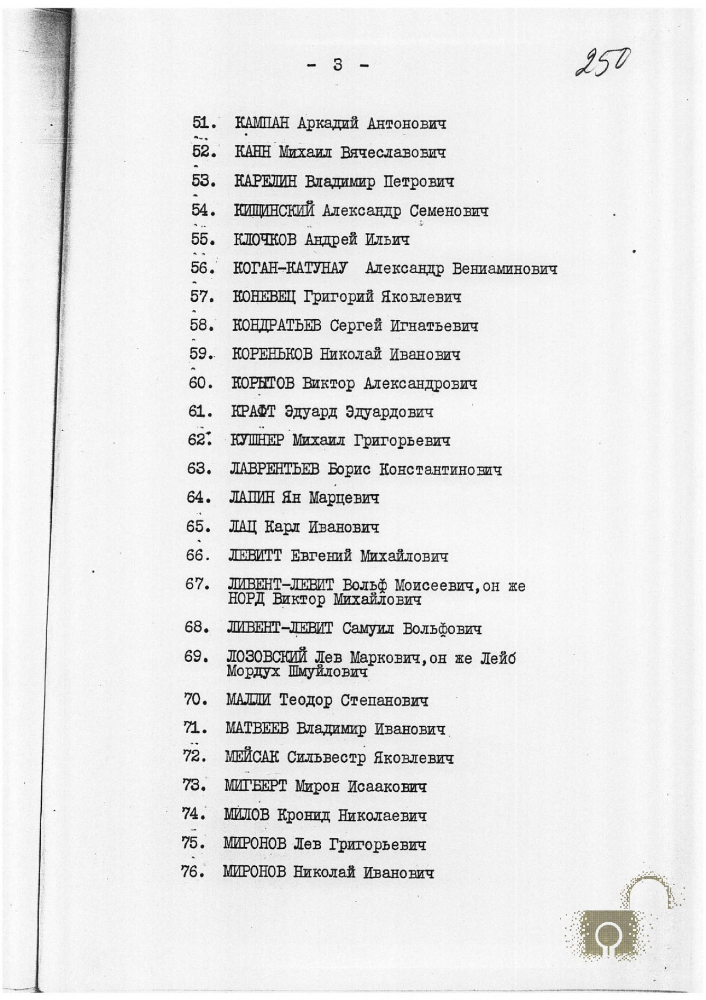 - 3 -
250
51. КАМПАН Аркадий Антонович
52. КАНН Михаил Вячеславович
53. КАРЕЛИН Владимир Петрович
54. КИЩИНСКИЙ Александр Семенович
55. КЛОЧКОВ Андрей Ильич
56. КОГАН-КАТУНАУ Александр Вениаминович
57. КОНЕВЕЦ Григорий Яковлевич
58. КОНДРАТЬЕВ Сергей Игнатьевич
59. КОРЕНЬКОВ Николай Иванович
60. КОРЫТОВ Виктор Александрович
61. КРАФТ Эдуард Эдуардович
62. КУШНЕР Михаил Григорьевич
63. ЛАВРЕНТЬЕВ Борис Константинович
64. ЛАПИН Ян Марцевич
65. ЛАЦ Карл Иванович
66. ЛЕВИТТ Евгений Михайлович
67. ЛИВЕНТ-ЛЕВИТ Вольф Моисеевич, он же
НОРД Виктор Михайлович
68. ЛИВЕНТ-ЛЕВИТ Самуил Вольфович
69. ЛОЗОВСКИЙ Лев Маркович, он же Лейб
Мордух Шмуйлович
70. МАЛЛИ Теодор Степанович
71. МАТВЕЕВ Владимир Иванович
72. МЕЙСАК Сильвестр Яковлевич
73. МИГБЕРТ Мирон Исаакович
74. МИЛОВ Кронид Николаевич
75. МИРОНОВ Лев Григорьевич
76. МИРОНОВ Николай Иванович